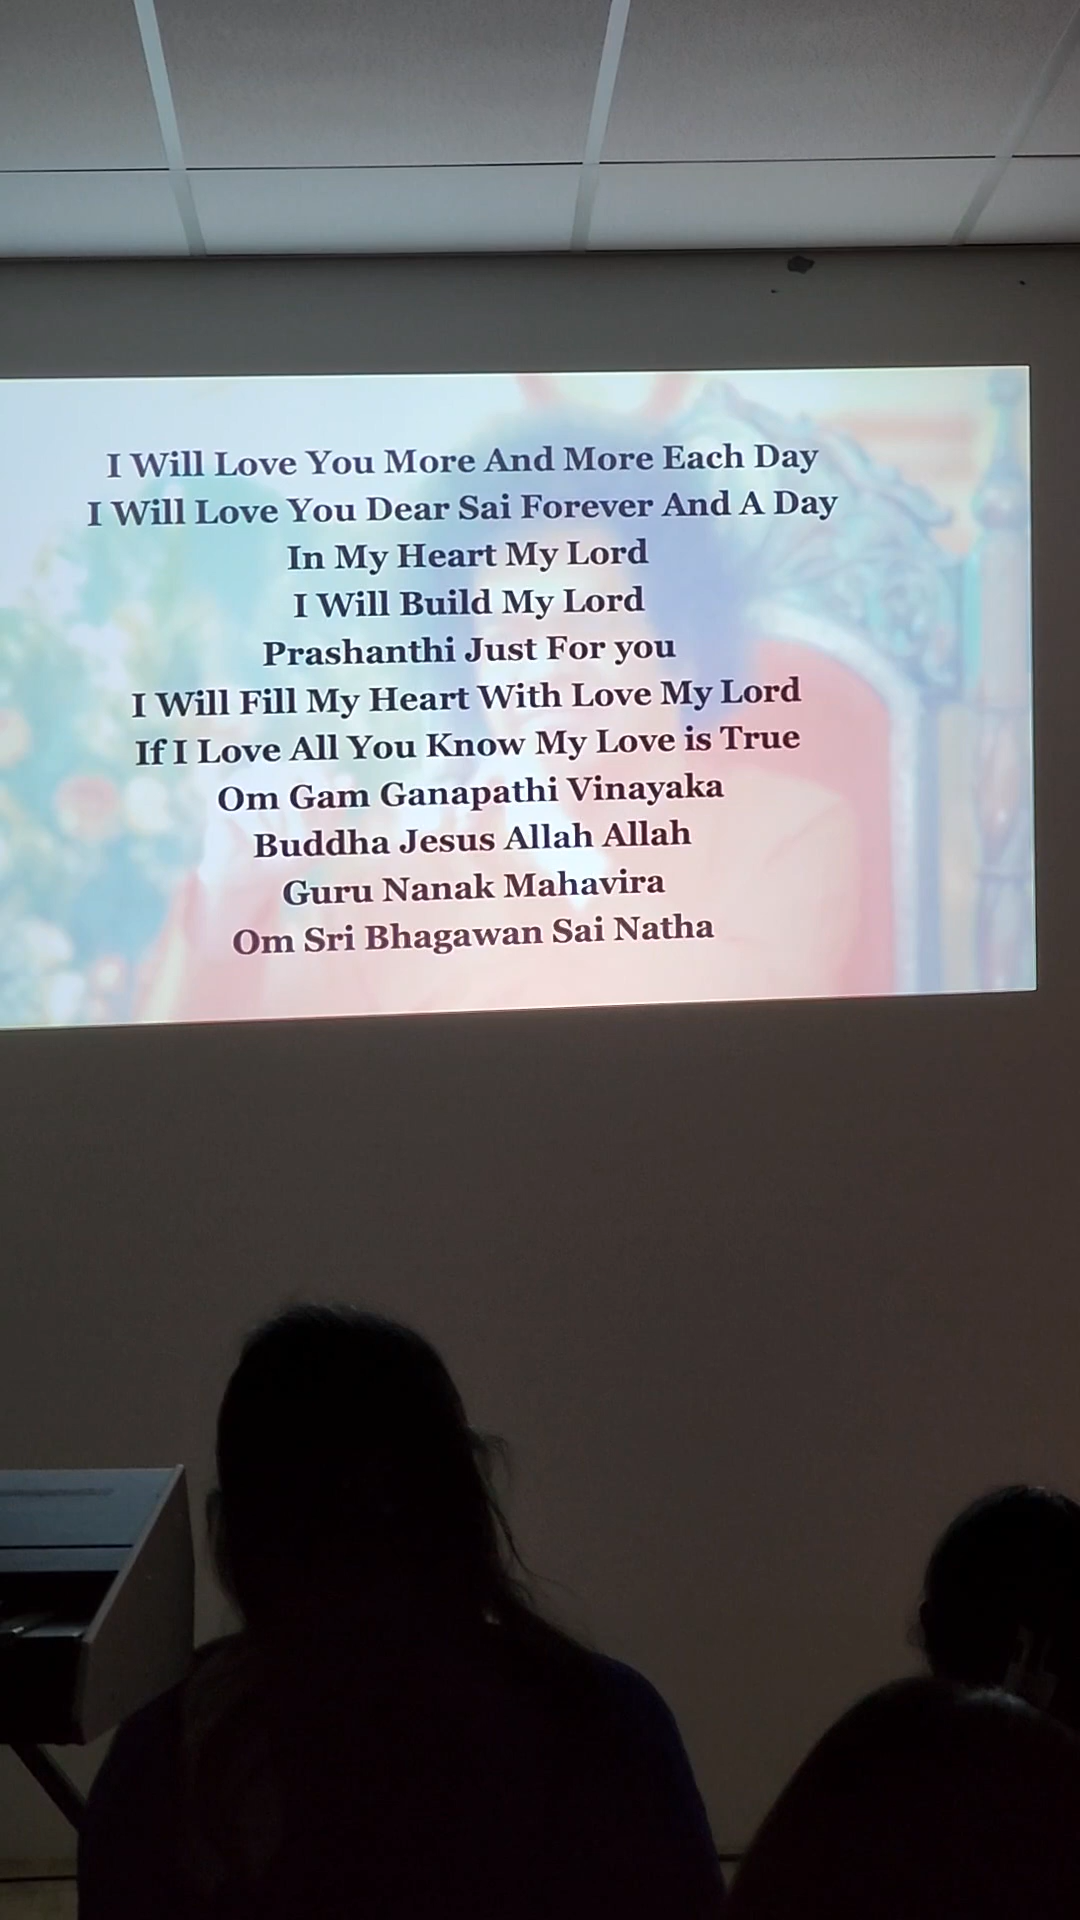 I Will Love You More And More Each Day
I Will Love You Dear Sai Forever And A Day
In My Heart My Lord
I Will Build My Lord
Prashanthi Just For you
I Will Fill My Heart With Love My Lord
If I Love All You Know My Love is True
Om Gam Ganapathi Vinayaka
Buddha Jesus Allah Allah
Guru Nanak Mahavira
Om Sri Bhagawan Sai Natha